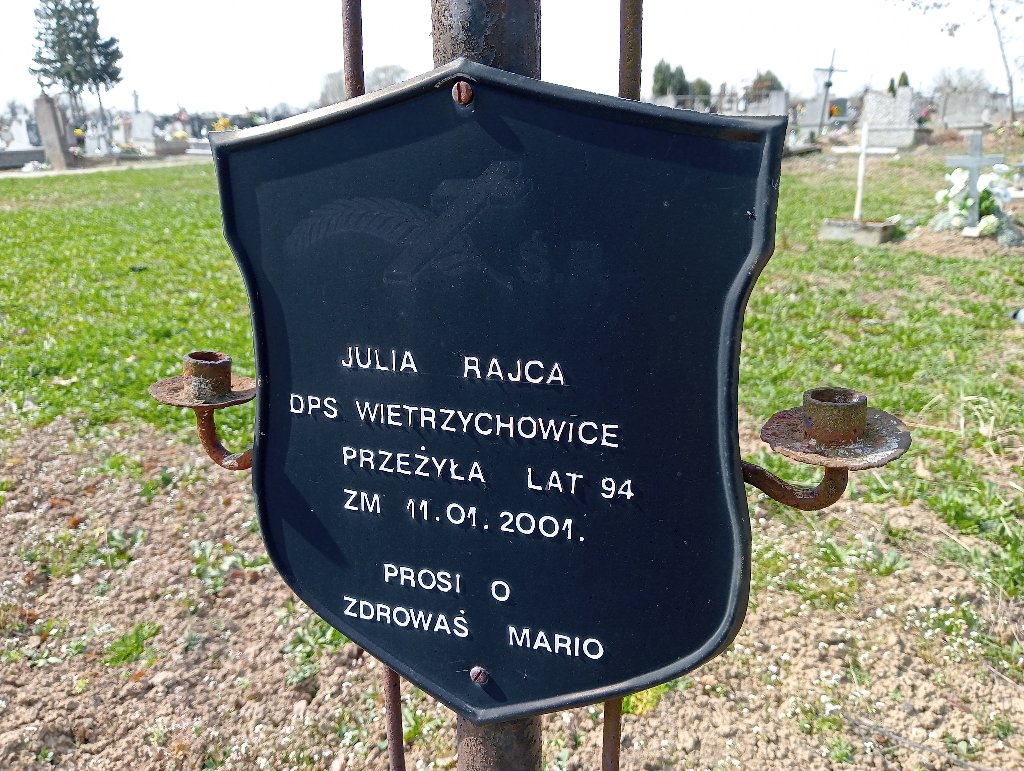 Ś.P.
JULIA RAJCA
DPS WIETRZYCHOWICE
PRZEŻYŁA LAT 94
ZM 11.01.2001.
PROSI O
ZDROWAŚ MARIO